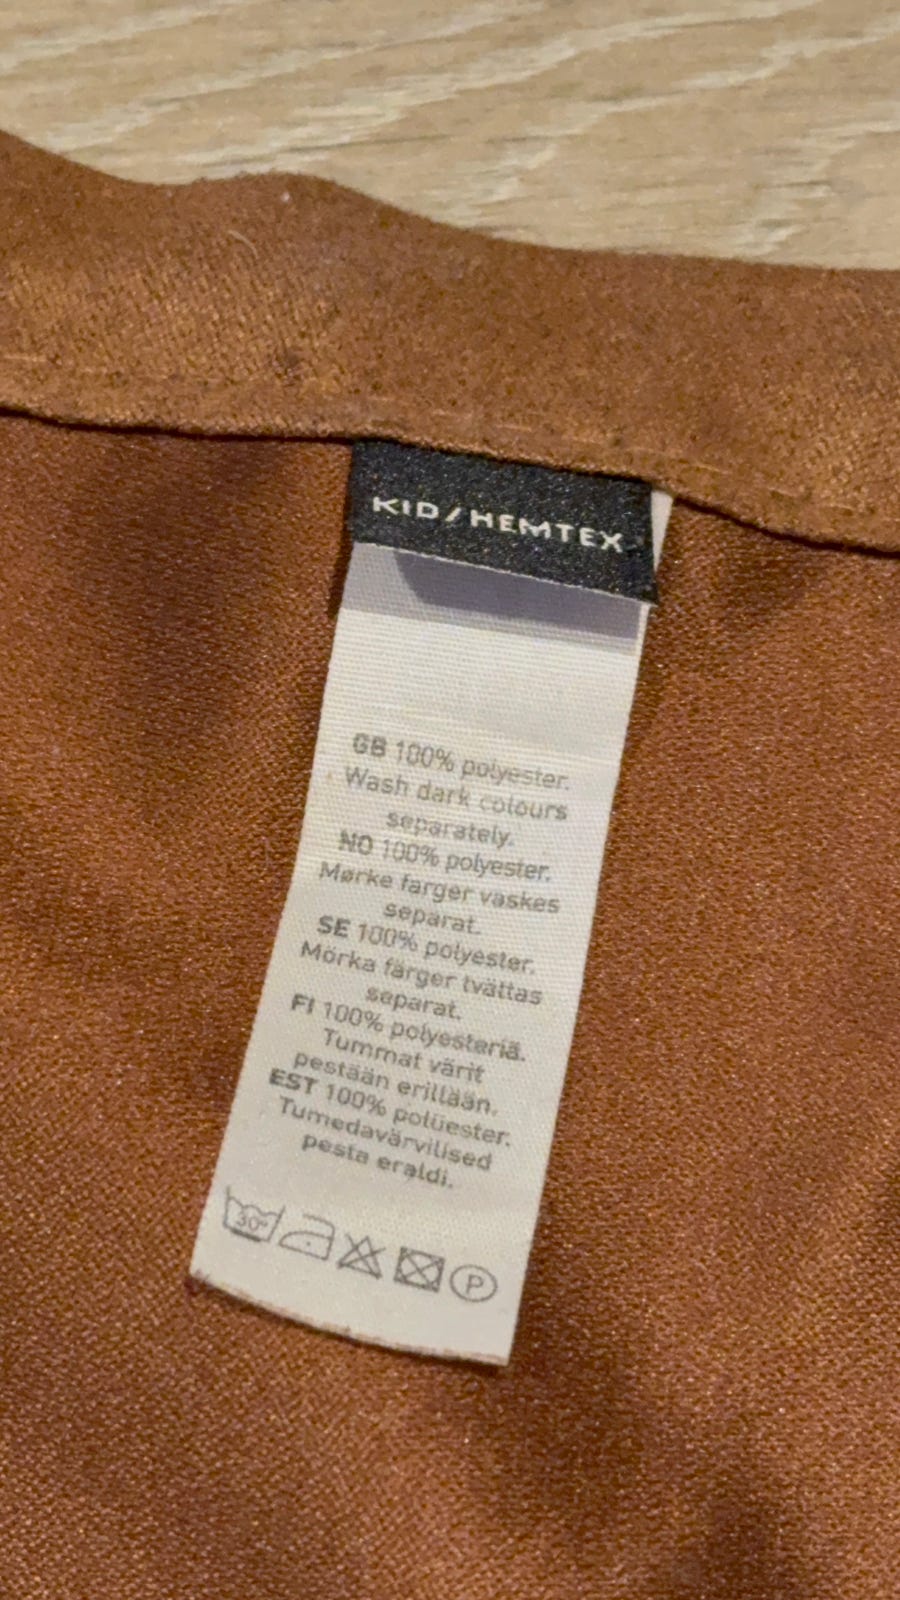 KID/HEMTEX
GB 100% polyester.
Wash dark colours
separately.
NO 100% polyester.
Mørke farger vaskes
separat.
SE 100% polyester.
Mörka färger tvättas
separat.
FI 100% polyesteriä.
Tummat värit
pestään erillään.
EST 100% polüester.
Tumedavärvilised
pesta eraldi.
30° P